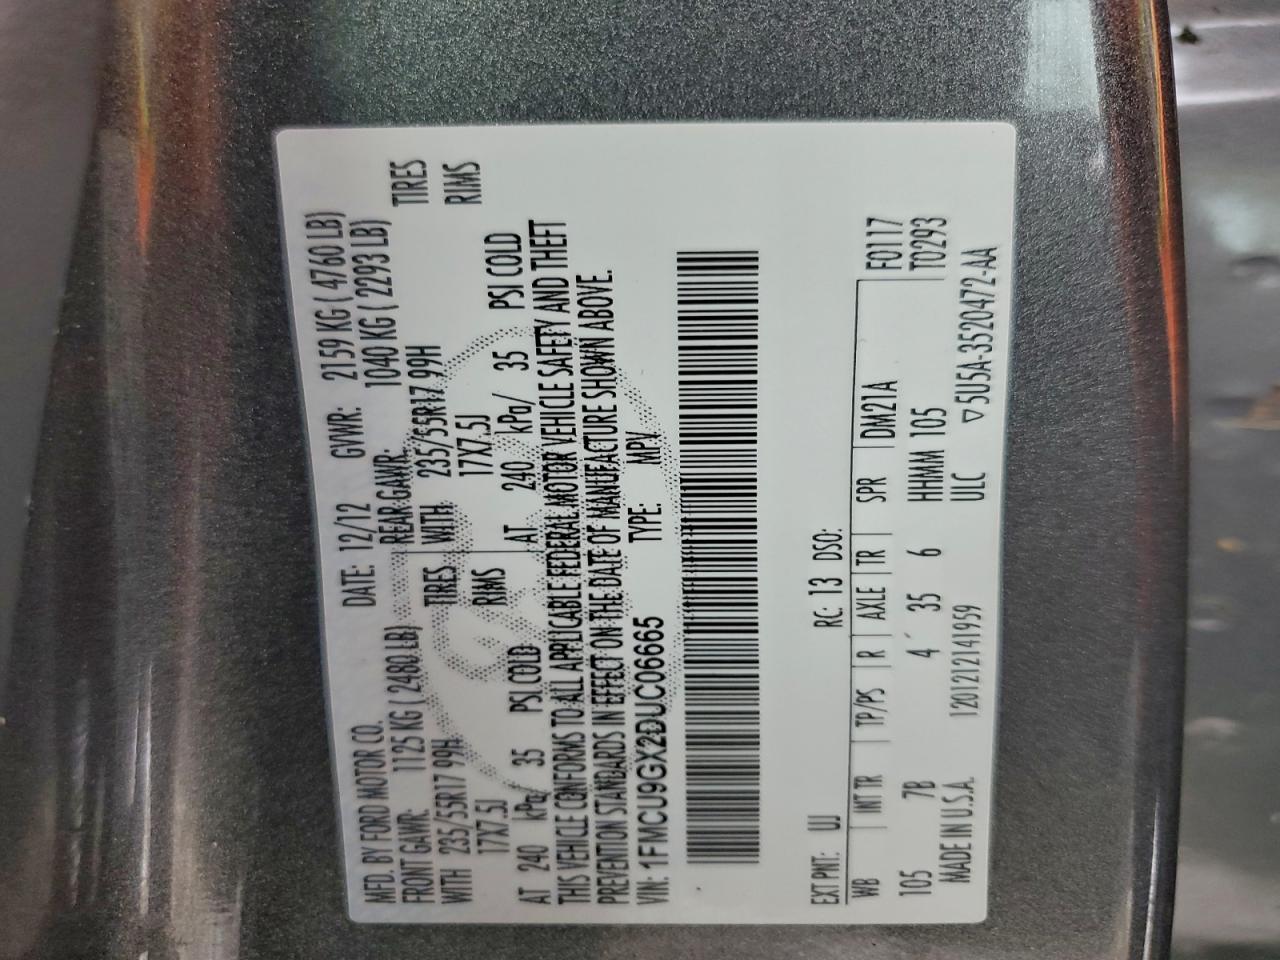 MFD. BY FORD MOTOR CO. DATE: 12/12 GVWR: 2159 KG ( 4760 LB)
FRONT GAWR: 1125 KG ( 2480 LB) REAR GAWR: 1040 KG ( 2293 LB)
WITH 235/55R17 99H TIRES WITH 235/55R17 99H TIRES
17X7.5J RIMS 17X7.5J RIMS
AT 240 kPa/ 35 PSI COLD AT 240 kPa/ 35 PSI COLD
THIS VEHICLE CONFORMS TO ALL APPLICABLE FEDERAL MOTOR VEHICLE SAFETY AND THEFT
PREVENTION STANDARDS IN EFFECT ON THE DATE OF MANUFACTURE SHOWN ABOVE.
VIN: 1FMCU9GX2DUC06665 TYPE: MPV
EXT PNT: UJ RC: 13 DSO:
WB INT TR TP/PS R AXLE TR SPR DM21A F0117
105 7B 4 35 6 HHMM 105 T0293
MADE IN U.S.A. 120121214 1959 ULC ▽5U5A-3520472-AA